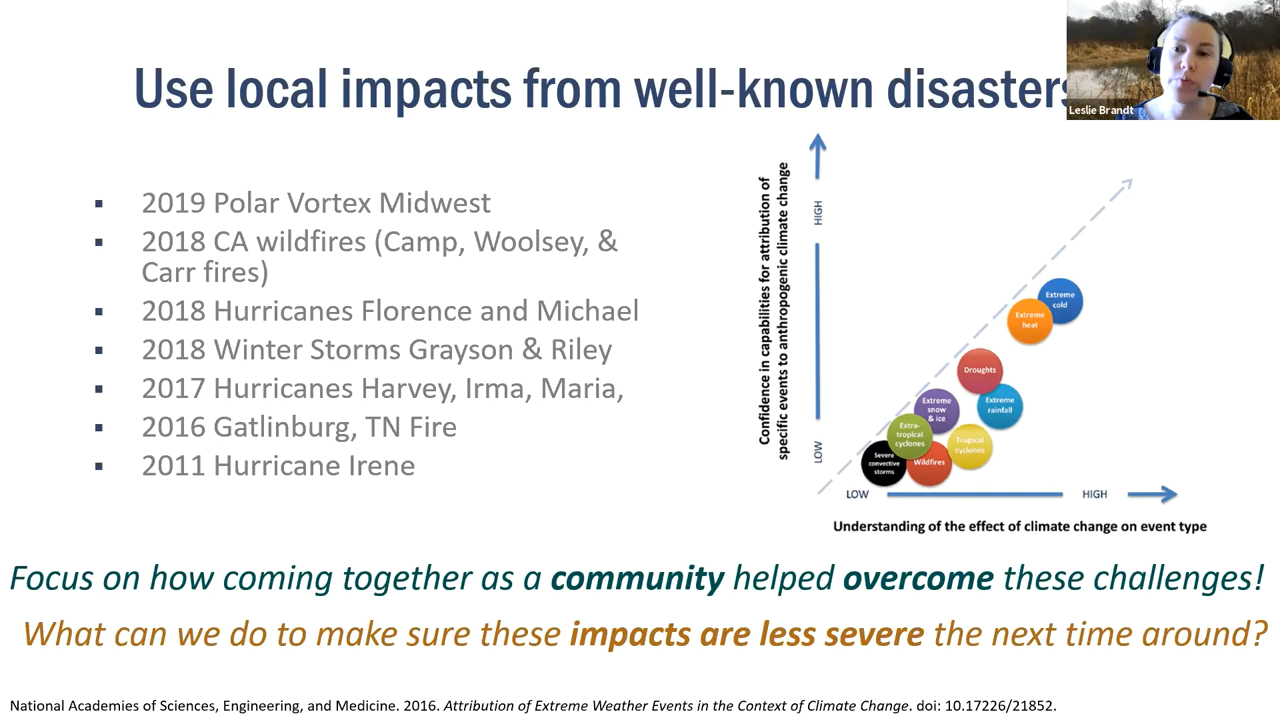 Use local impacts from well-known disasters
Leslie Brandt
▪ 2019 Polar Vortex Midwest
▪ 2018 CA wildfires (Camp, Woolsey, &
Carr fires)
▪ 2018 Hurricanes Florence and Michael
▪ 2018 Winter Storms Grayson & Riley
▪ 2017 Hurricanes Harvey, Irma, Maria,
▪ 2016 Gatlinburg, TN Fire
▪ 2011 Hurricane Irene
Confidence in capabilities for attribution of
specific events to anthropogenic climate change
HIGH
LOW
Extreme
cold
Extreme
heat
Droughts
Extreme
rainfall
Extreme
snow
& ice
Extra-
tropical
cyclones
Tropical
cyclones
Severe
convective
storms
Wildfires
LOW
HIGH
Understanding of the effect of climate change on event type
Focus on how coming together as a community helped overcome these challenges!
What can we do to make sure these impacts are less severe the next time around?
National Academies of Sciences, Engineering, and Medicine. 2016. Attribution of Extreme Weather Events in the Context of Climate Change. doi: 10.17226/21852.